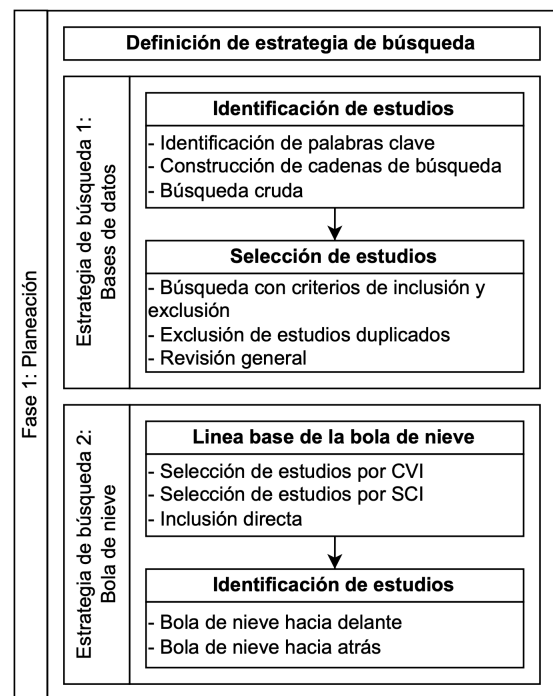 Fase 1: Planeación
Definición de estrategia de búsqueda
Estrategia de búsqueda 1:
Bases de datos
Identificación de estudios
- Identificación de palabras clave
- Construcción de cadenas de búsqueda
- Búsqueda cruda
Selección de estudios
- Búsqueda con criterios de inclusión y
exclusión
- Exclusión de estudios duplicados
- Revisión general
Estrategia de búsqueda 2:
Bola de nieve
Linea base de la bola de nieve
- Selección de estudios por CVI
- Selección de estudios por SCI
- Inclusión directa
Identificación de estudios
- Bola de nieve hacia delante
- Bola de nieve hacia atrás